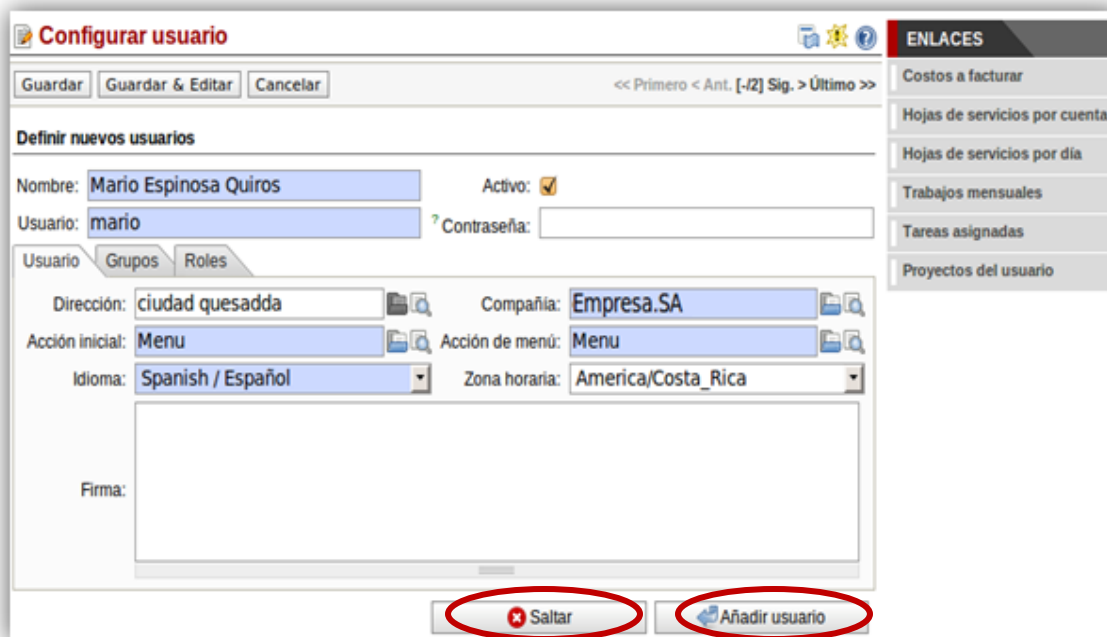 Configurar usuario
Guardar Guardar & Editar Cancelar << Primero < Ant. [-/2] Sig. > Último >>
Definir nuevos usuarios
Nombre: Mario Espinosa Quiros Activo:
Usuario: mario ? Contraseña:
Usuario Grupos Roles
Dirección: ciudad quesadda Compañía: Empresa.SA
Acción inicial: Menu Acción de menú: Menu
Idioma: Spanish / Español Zona horaria: America/Costa_Rica
Firma:
Saltar Añadir usuario
ENLACES
Costos a facturar
Hojas de servicios por cuenta
Hojas de servicios por día
Trabajos mensuales
Tareas asignadas
Proyectos del usuario